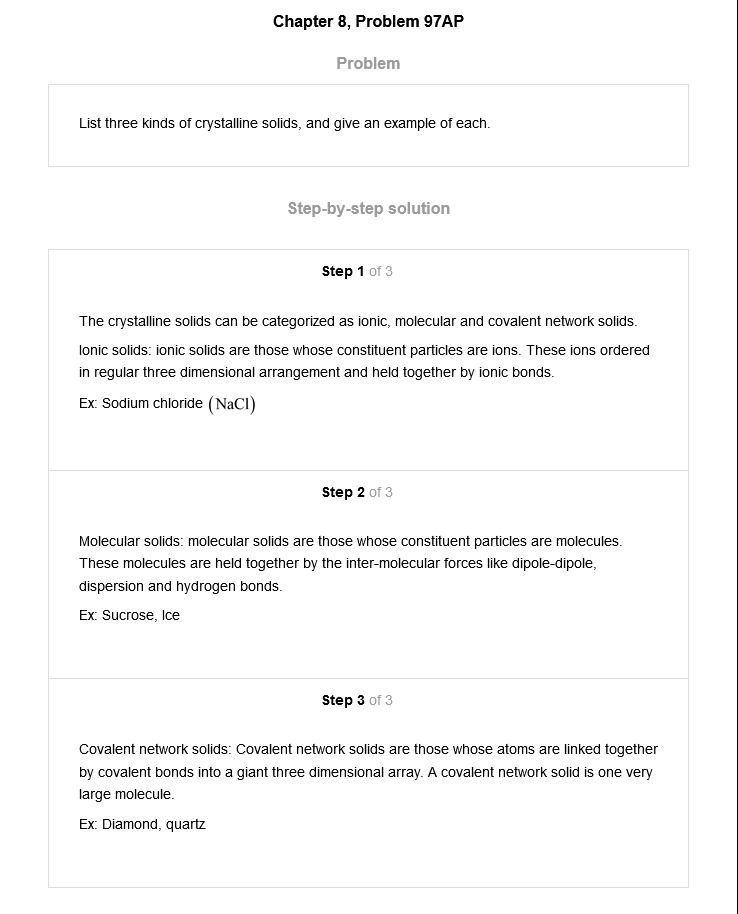 Chapter 8, Problem 97AP
Problem
List three kinds of crystalline solids, and give an example of each.
Step-by-step solution
Step 1 of 3
The crystalline solids can be categorized as ionic, molecular and covalent network solids.
Ionic solids: ionic solids are those whose constituent particles are ions. These ions ordered
in regular three dimensional arrangement and held together by ionic bonds.
Ex: Sodium chloride (NaCl)
Step 2 of 3
Molecular solids: molecular solids are those whose constituent particles are molecules.
These molecules are held together by the inter-molecular forces like dipole-dipole,
dispersion and hydrogen bonds.
Ex: Sucrose, Ice
Step 3 of 3
Covalent network solids: Covalent network solids are those whose atoms are linked together
by covalent bonds into a giant three dimensional array. A covalent network solid is one very
large molecule.
Ex: Diamond, quartz